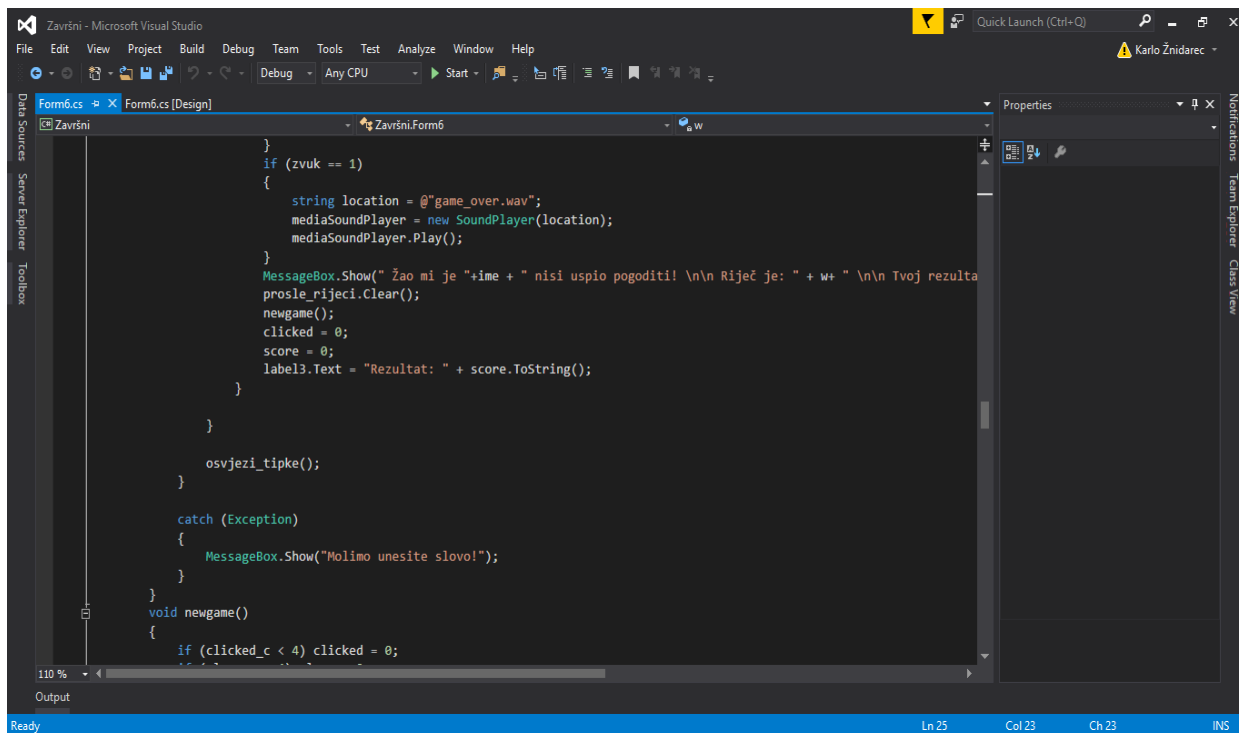 Završni - Microsoft Visual Studio
Quick Launch (Ctrl+Q)
File Edit View Project Build Debug Team Tools Test Analyze Window Help
Karlo Žnidarec
Debug Any CPU Start
Form6.cs Form6.cs [Design]
Properties
Završni Završni.Form6 w
Data Sources
Server Explorer
Toolbox
}
if (zvuk == 1)
{
string location = @"game_over.wav";
mediaSoundPlayer = new SoundPlayer(location);
mediaSoundPlayer.Play();
}
MessageBox.Show(" Žao mi je "+ime + " nisi uspio pogoditi! \n\n Riječ je: " + w+ " \n\n Tvoj rezulta
prosle_rijeci.Clear();
newgame();
clicked = 0;
score = 0;
label3.Text = "Rezultat: " + score.ToString();
}
}
osvjezi_tipke();
}
catch (Exception)
{
MessageBox.Show("Molimo unesite slovo!");
}
}
void newgame()
{
if (clicked_c < 4) clicked = 0;
Notifications
Team Explorer
Class View
110 %
Output
Ready Ln 25 Col 23 Ch 23 INS